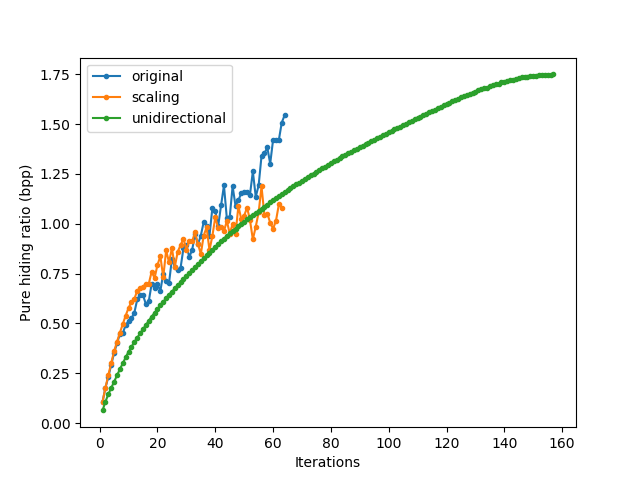 original
scaling
unidirectional
1.75
1.50
1.25
1.00
0.75
0.50
0.25
0.00
Pure hiding ratio (bpp)
0 20 40 60 80 100 120 140 160
Iterations